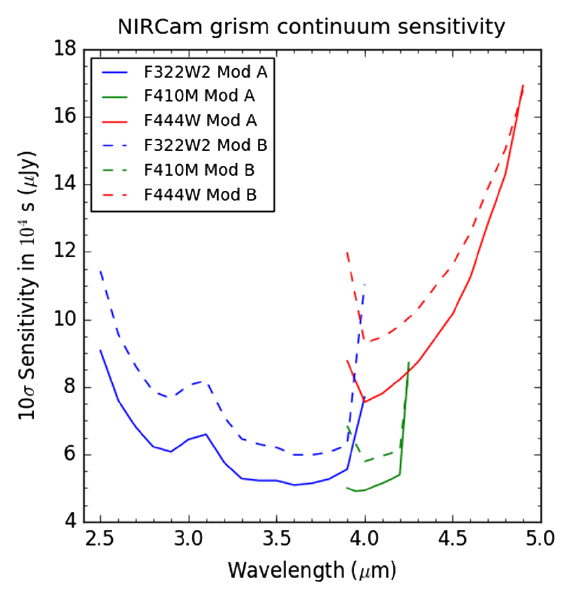 NIRCam grism continuum sensitivity
F322W2 Mod A
F410M Mod A
F444W Mod A
F322W2 Mod B
F410M Mod B
F444W Mod B
10σ Sensitivity in 10⁴ s (μJy)
18
16
14
12
10
8
6
4
2.5 3.0 3.5 4.0 4.5 5.0
Wavelength (μm)